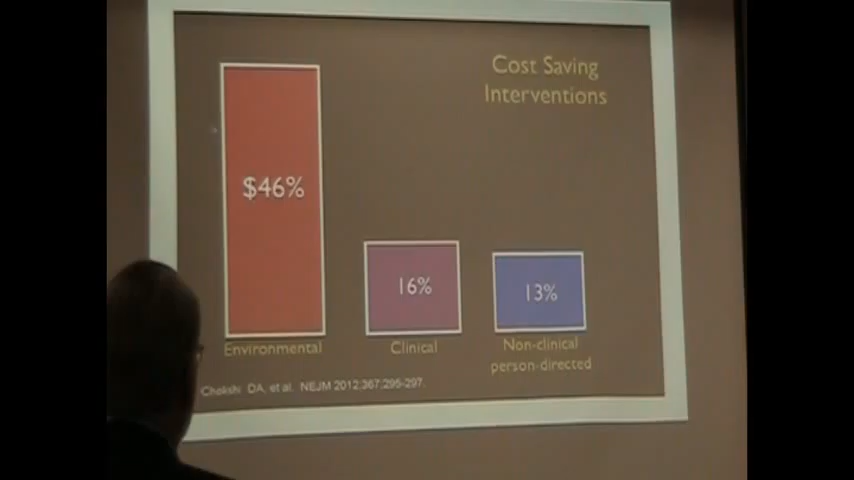 Cost Saving
Interventions
$46%
16%
13%
Environmental
Clinical
Non-clinical
person-directed
Chokshi DA, et al. NEJM 2012;367;295-297.